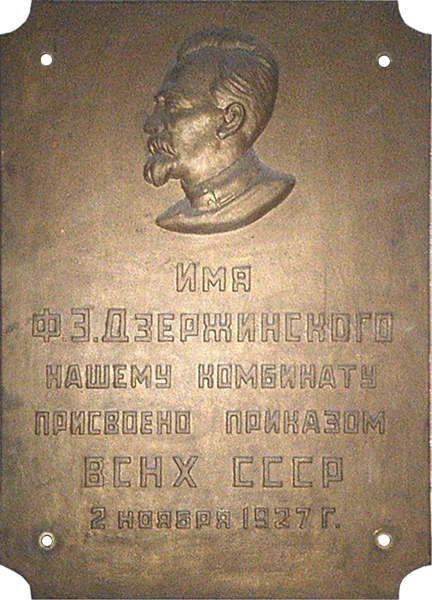 Имя
Ф.Э.Дзержинского
нашему комбинату
присвоено приказом
ВСНХ СССР
2 ноября 1927 г.